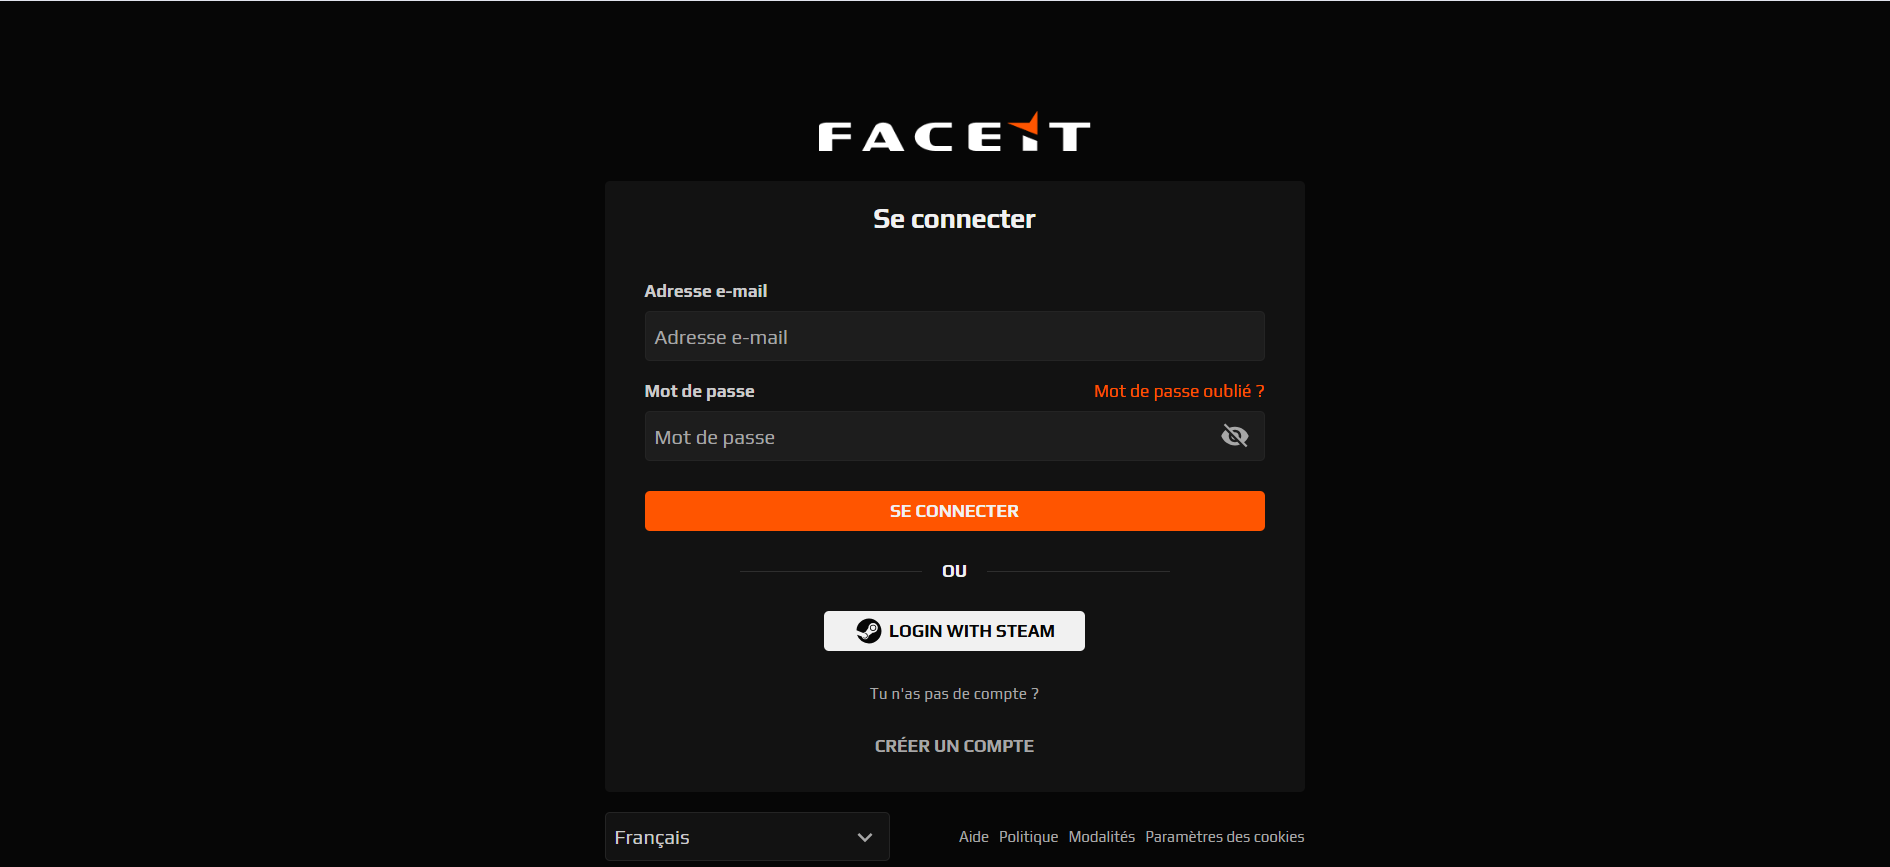 FACEIT
Se connecter
Adresse e-mail
Adresse e-mail
Mot de passe Mot de passe oublié ?
Mot de passe
SE CONNECTER
OU
LOGIN WITH STEAM
Tu n'as pas de compte ?
CRÉER UN COMPTE
Français Aide Politique Modalités Paramètres des cookies